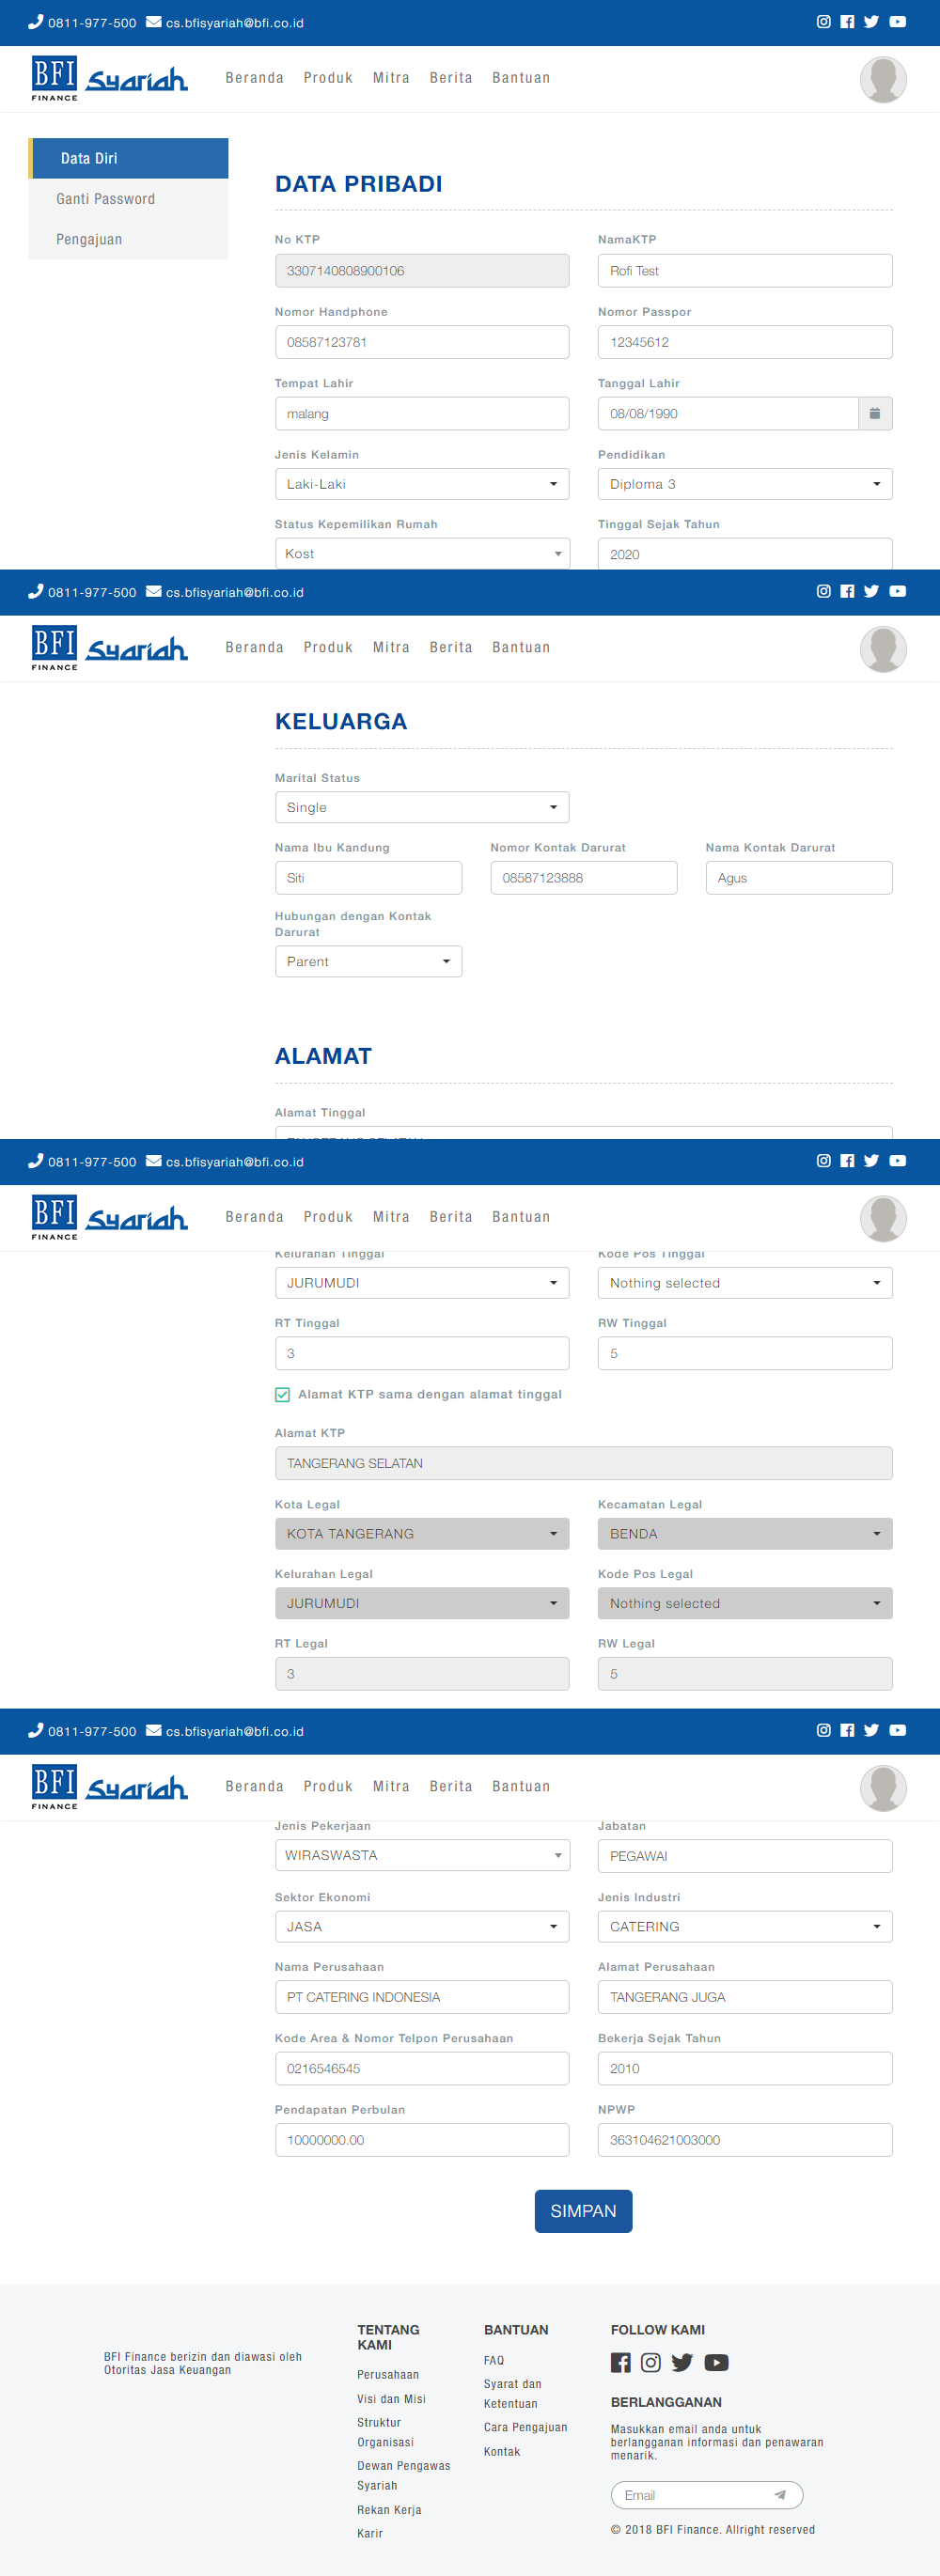 0811-977-500 cs.bfisyariah@bfi.co.id
BFI FINANCE Syariah Beranda Produk Mitra Berita Bantuan
Data Diri
Ganti Password
Pengajuan
DATA PRIBADI
No KTP NamaKTP
3307140808900106 Rofi Test
Nomor Handphone Nomor Passpor
08587123781 12345612
Tempat Lahir Tanggal Lahir
malang 08/08/1990
Jenis Kelamin Pendidikan
Laki-Laki Diploma 3
Status Kepemilikan Rumah Tinggal Sejak Tahun
Kost 2020
0811-977-500 cs.bfisyariah@bfi.co.id
BFI FINANCE Syariah Beranda Produk Mitra Berita Bantuan
KELUARGA
Marital Status
Single
Nama Ibu Kandung Nomor Kontak Darurat Nama Kontak Darurat
Siti 08587123888 Agus
Hubungan dengan Kontak
Darurat
Parent
ALAMAT
Alamat Tinggal
0811-977-500 cs.bfisyariah@bfi.co.id
BFI FINANCE Syariah Beranda Produk Mitra Berita Bantuan
Kelurahan Tinggal Kode Pos Tinggal
JURUMUDI Nothing selected
RT Tinggal RW Tinggal
3 5
Alamat KTP sama dengan alamat tinggal
Alamat KTP
TANGERANG SELATAN
Kota Legal Kecamatan Legal
KOTA TANGERANG BENDA
Kelurahan Legal Kode Pos Legal
JURUMUDI Nothing selected
RT Legal RW Legal
3 5
0811-977-500 cs.bfisyariah@bfi.co.id
BFI FINANCE Syariah Beranda Produk Mitra Berita Bantuan
Jenis Pekerjaan Jabatan
WIRASWASTA PEGAWAI
Sektor Ekonomi Jenis Industri
JASA CATERING
Nama Perusahaan Alamat Perusahaan
PT CATERING INDONESIA TANGERANG JUGA
Kode Area & Nomor Telpon Perusahaan Bekerja Sejak Tahun
0216546545 2010
Pendapatan Perbulan NPWP
10000000.00 363104621003000
SIMPAN
BFI Finance berizin dan diawasi oleh
Otoritas Jasa Keuangan
TENTANG
KAMI
Perusahaan
Visi dan Misi
Struktur
Organisasi
Dewan Pengawas
Syariah
Rekan Kerja
Karir
BANTUAN
FAQ
Syarat dan
Ketentuan
Cara Pengajuan
Kontak
FOLLOW KAMI
BERLANGGANAN
Masukkan email anda untuk
berlangganan informasi dan penawaran
menarik.
Email
© 2018 BFI Finance. Allright reserved